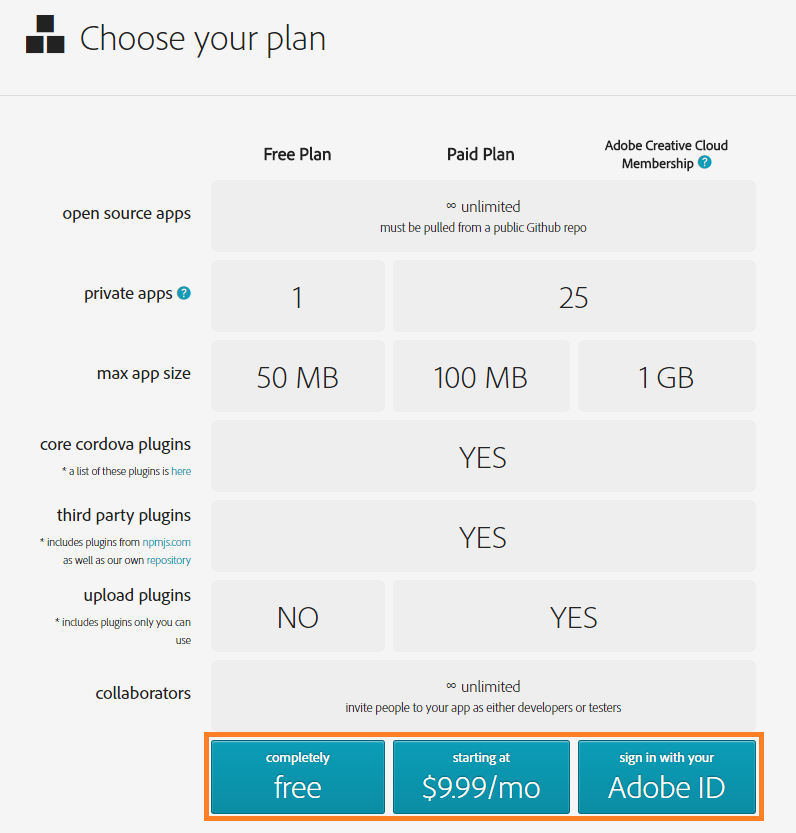 Choose your plan
Free Plan
Paid Plan
Adobe Creative Cloud
Membership ?
open source apps
∞ unlimited
must be pulled from a public Github repo
private apps ?
1
25
max app size
50 MB
100 MB
1 GB
core cordova plugins
* a list of these plugins is here
YES
third party plugins
* includes plugins from npmjs.com
as well as our own repository
YES
upload plugins
* includes plugins only you can
use
NO
YES
collaborators
∞ unlimited
invite people to your app as either developers or testers
completely
free
starting at
$9.99/mo
sign in with your
Adobe ID